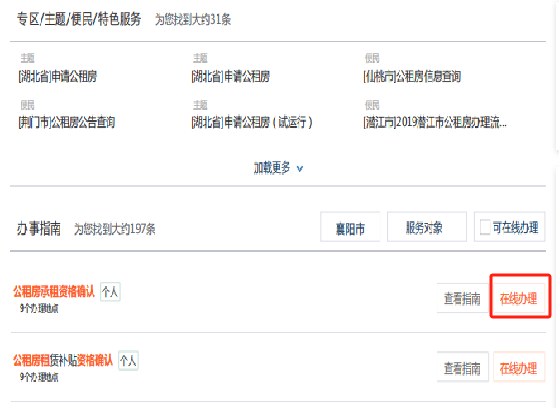 专区/主题/便民/特色服务 为您找到大约31条
主题 主题 便民
[湖北省]申请公租房 [湖北省]申请公租房 [仙桃市]公租房信息查询
便民 主题 便民
[荆门市]公租房公告查询 [湖北省]申请公租房（试运行） [潜江市]2019潜江市公租房办理流...
加载更多
办事指南 为您找到大约197条 襄阳市 服务对象 可在线办理
公租房承租资格确认 个人 查看指南 在线办理
9个办理地点
公租房租赁补贴资格确认 个人 查看指南 在线办理
9个办理地点